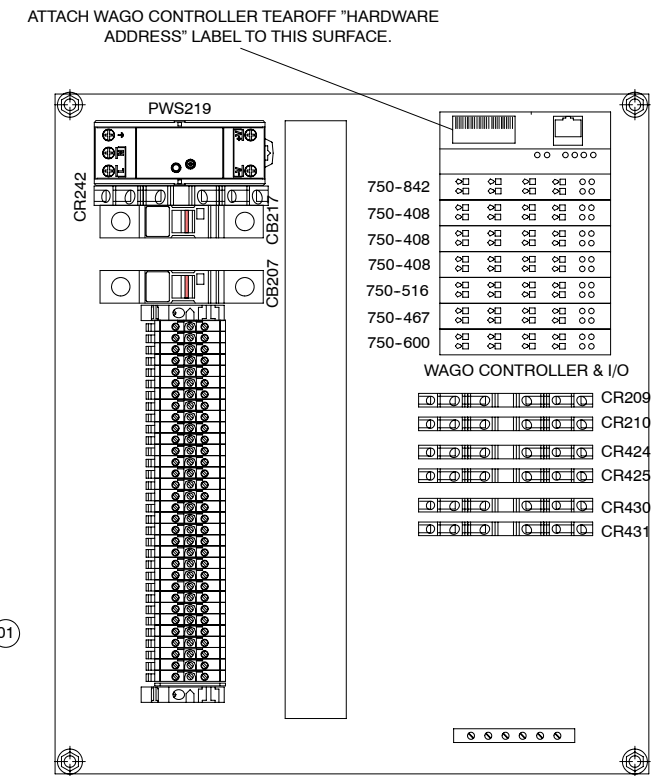 ATTACH WAGO CONTROLLER TEAROFF ”HARDWARE
ADDRESS” LABEL TO THIS SURFACE.
PWS219
CR242
CB217
CB207
750-842
750-408
750-408
750-408
750-516
750-467
750-600
WAGO CONTROLLER & I/O
CR209
CR210
CR424
CR425
CR430
CR431
01